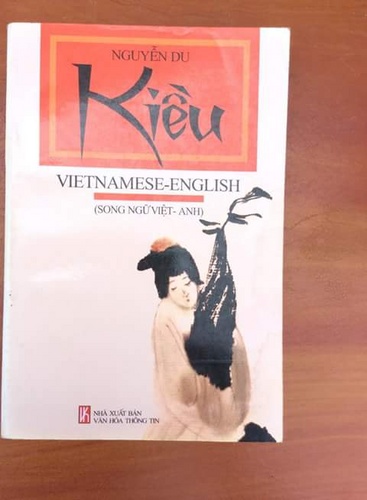 NGUYỄN DU
Kiều
VIETNAMESE-ENGLISH
(SONG NGỮ VIỆT- ANH)
NHÀ XUẤT BẢN
VĂN HÓA THÔNG TIN